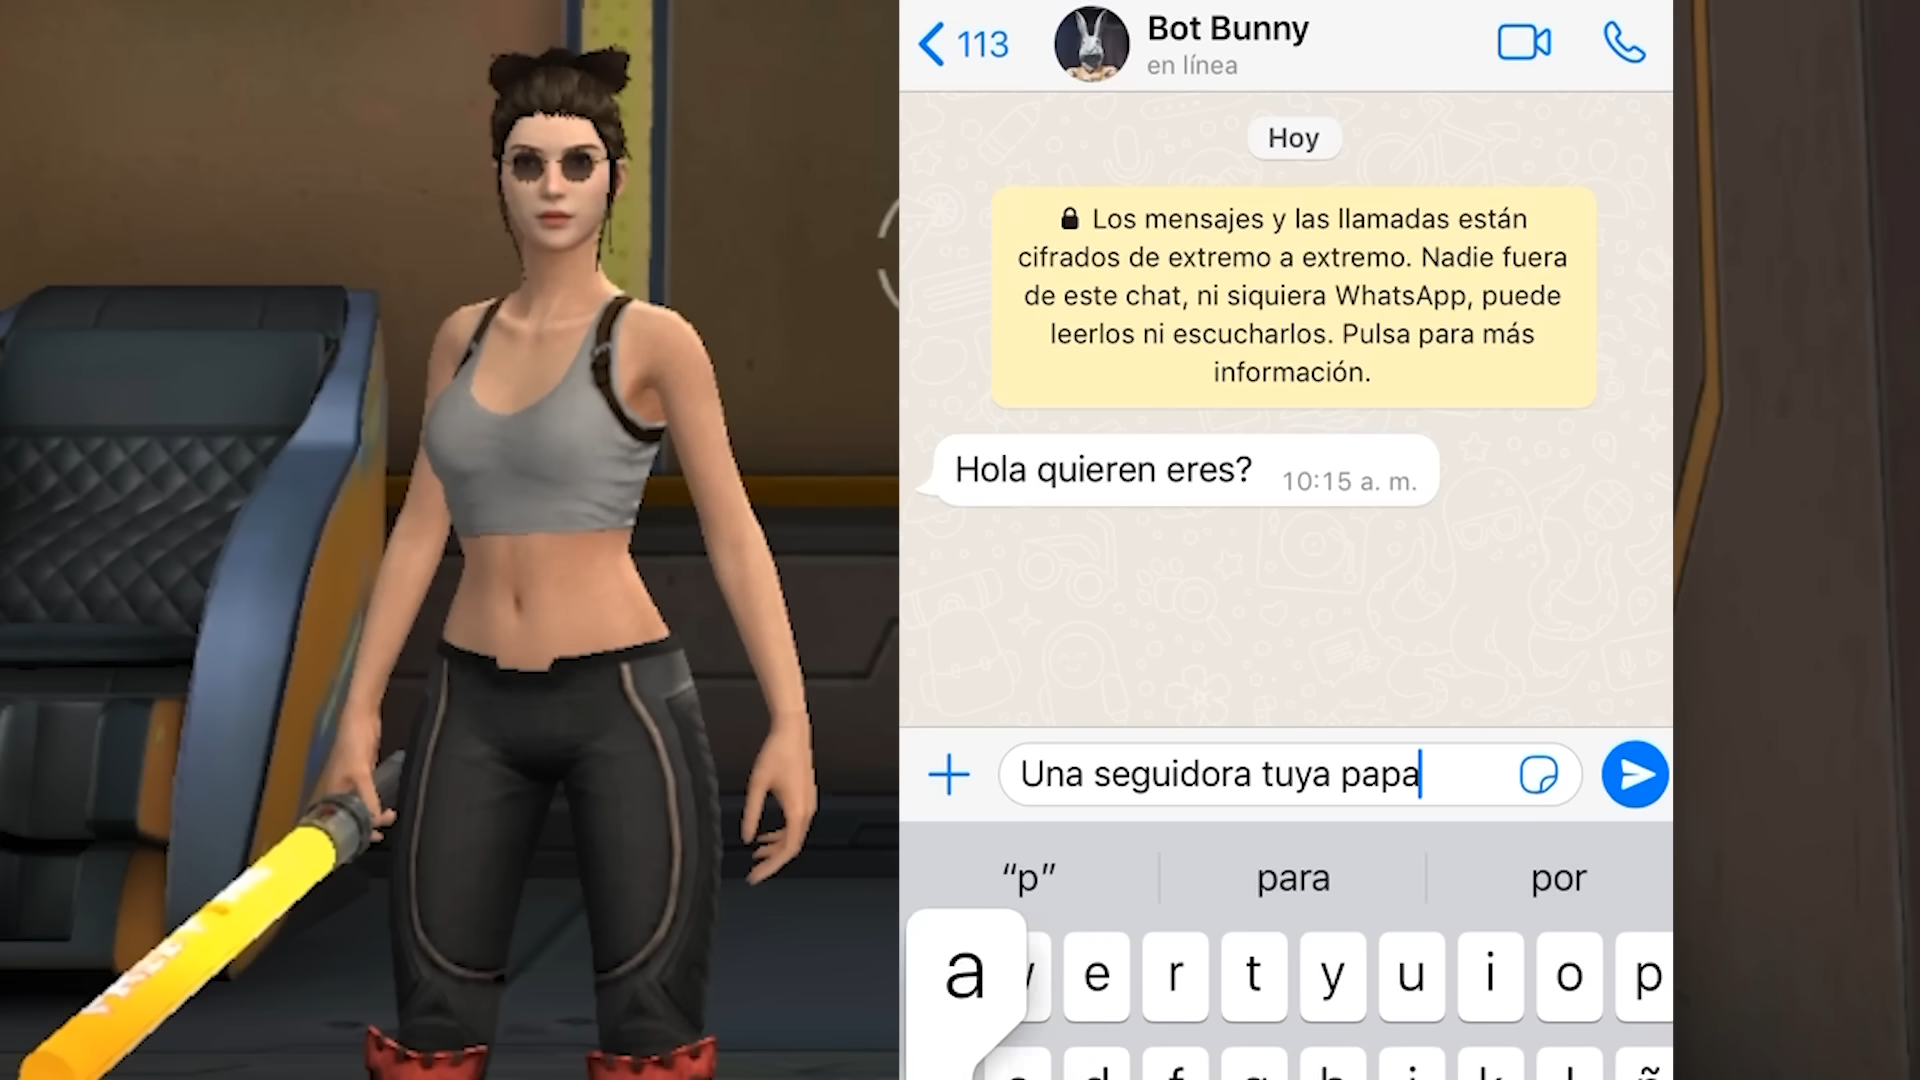 113
Bot Bunny
en línea
Hoy
Los mensajes y las llamadas están
cifrados de extremo a extremo. Nadie fuera
de este chat, ni siquiera WhatsApp, puede
leerlos ni escucharlos. Pulsa para más
información.
Hola quieren eres? 10:15 a. m.
Una seguidora tuya papa
“p” para por
a e r t y u i o p